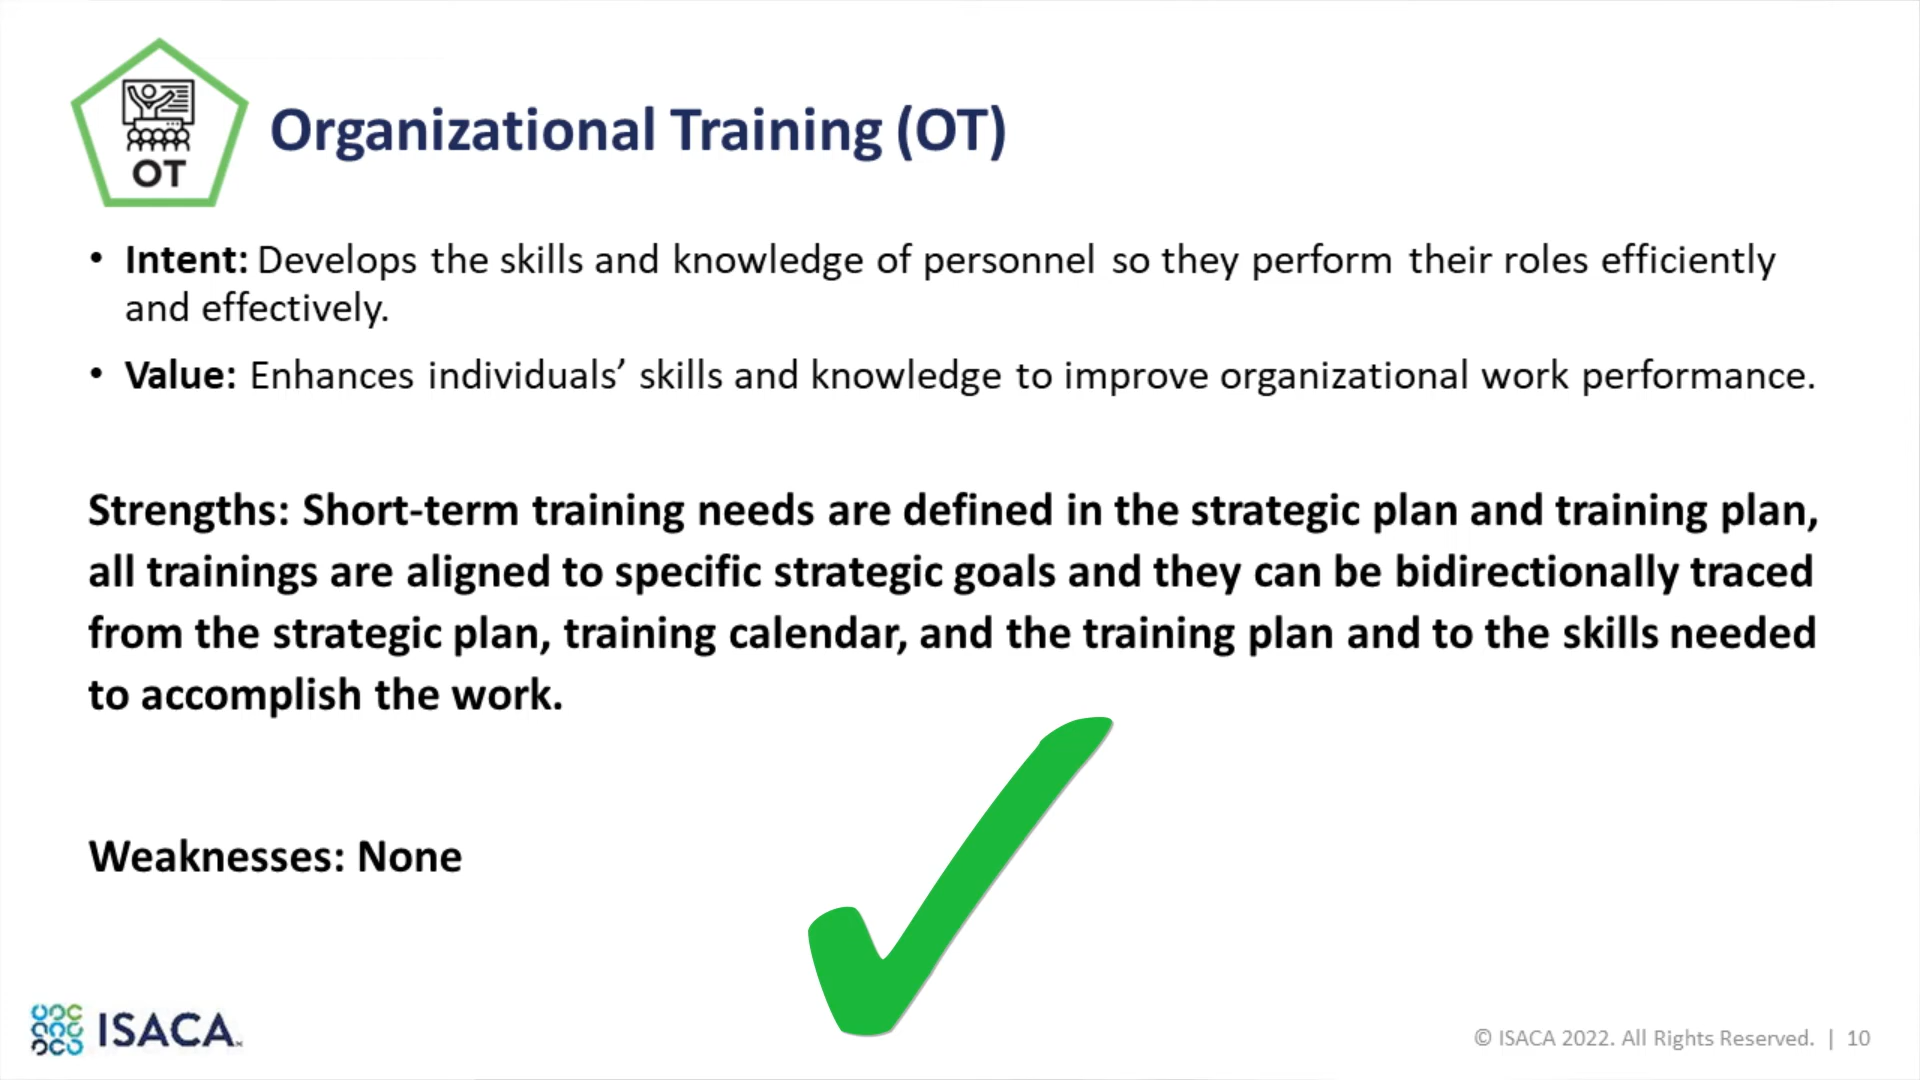 OT
Organizational Training (OT)
• Intent: Develops the skills and knowledge of personnel so they perform their roles efficiently
and effectively.
• Value: Enhances individuals’ skills and knowledge to improve organizational work performance.
Strengths: Short-term training needs are defined in the strategic plan and training plan,
all trainings are aligned to specific strategic goals and they can be bidirectionally traced
from the strategic plan, training calendar, and the training plan and to the skills needed
to accomplish the work.
Weaknesses: None
ISACA
© ISACA 2022. All Rights Reserved. | 10